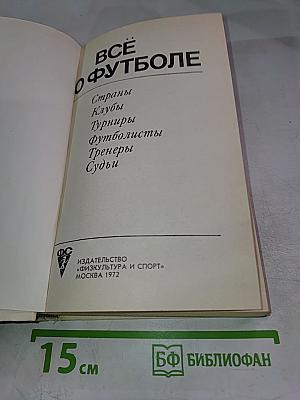 ВСЁ
О ФУТБОЛЕ
Страны
Клубы
Турниры
Футболисты
Тренеры
Судьи
ИЗДАТЕЛЬСТВО
«ФИЗКУЛЬТУРА И СПОРТ»
МОСКВА 1972
15 см
БФ БИБЛИОФАН